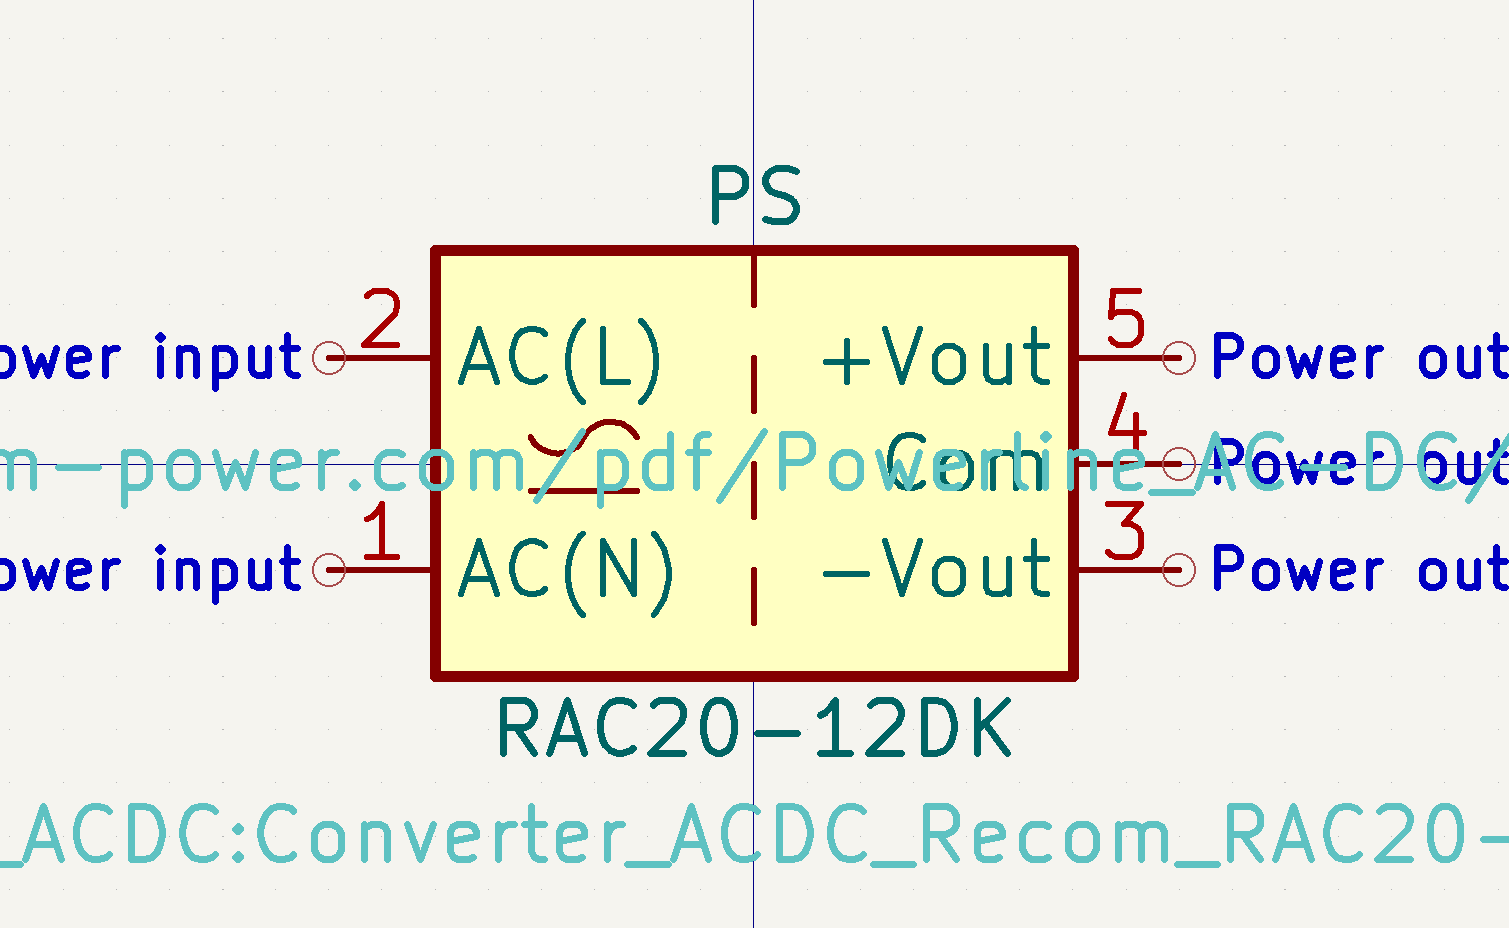 PS
2
5
ower input
AC(L)
+Vout
Power out
4
m-power.com/pdf/Powerline_AC-DC/
Com
Power out
1
3
ower input
AC(N)
-Vout
Power out
RAC20-12DK
_ACDC:Converter_ACDC_Recom_RAC20-